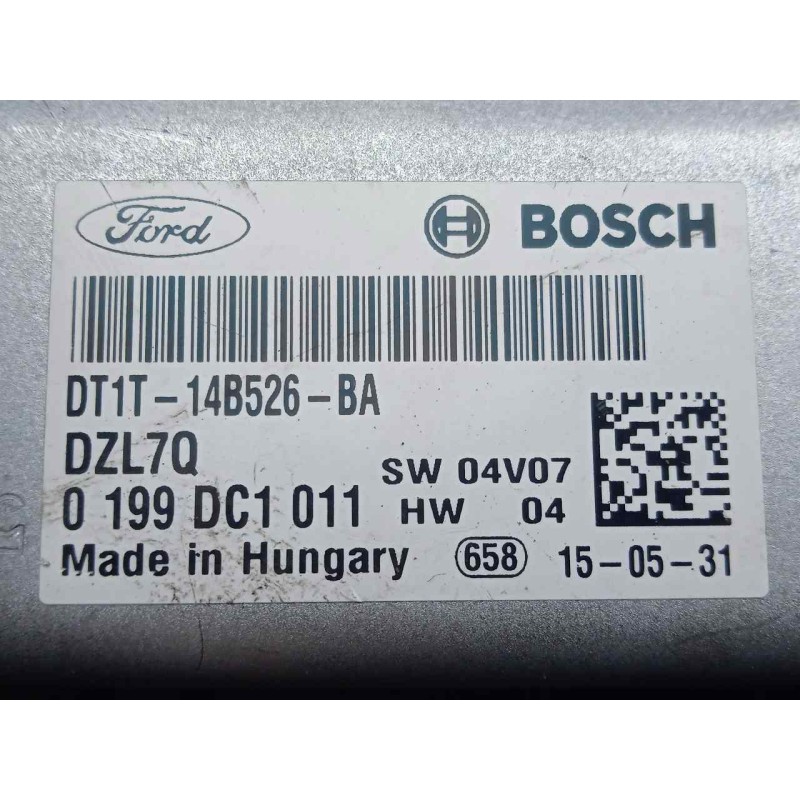 Ford BOSCH
DT1T-14B526-BA
DZL7Q
SW 04V07
0 199 DC1 011 HW 04
Made in Hungary 658 15-05-31